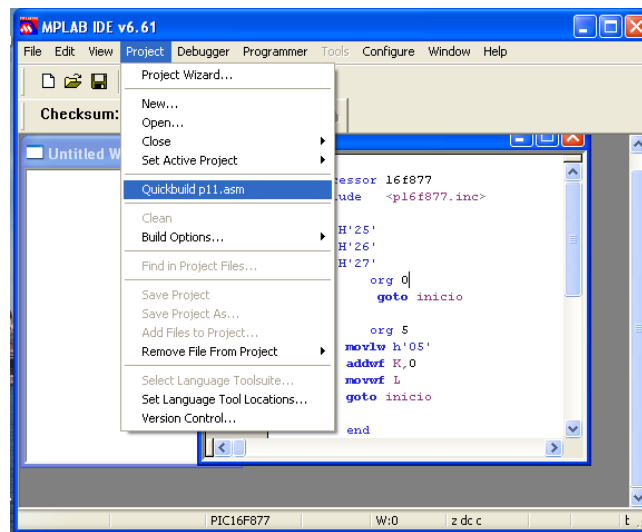 MPLAB IDE v6.61
File Edit View Project Debugger Programmer Tools Configure Window Help
Checksum:
Project Wizard...
New...
Open...
Close
Set Active Project
Quickbuild p11.asm
Clean
Build Options...
Find in Project Files...
Save Project
Save Project As...
Add Files to Project...
Remove File From Project
Select Language Toolsuite...
Set Language Tool Locations...
Version Control...
Untitled W
essor 16f877
ude <p16f877.inc>
H'25'
H'26'
H'27'
org 0
goto inicio
org 5
movlw h'05'
addwf K,0
movwf L
goto inicio
end
PIC16F877 W:0 z dc c